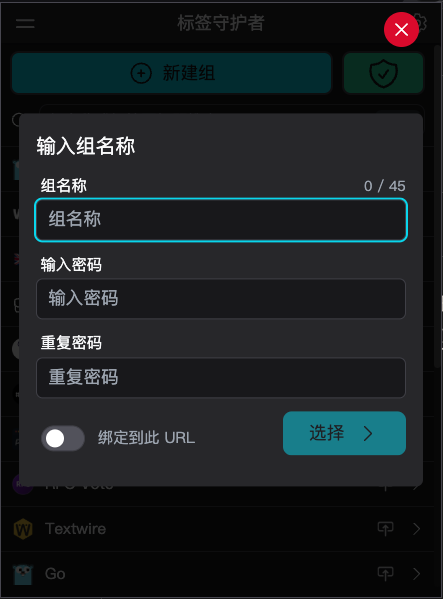 标签守护者
新建组
输入组名称
组名称
0 / 45
组名称
输入密码
输入密码
重复密码
重复密码
绑定到此 URL
选择
Textwire
Go